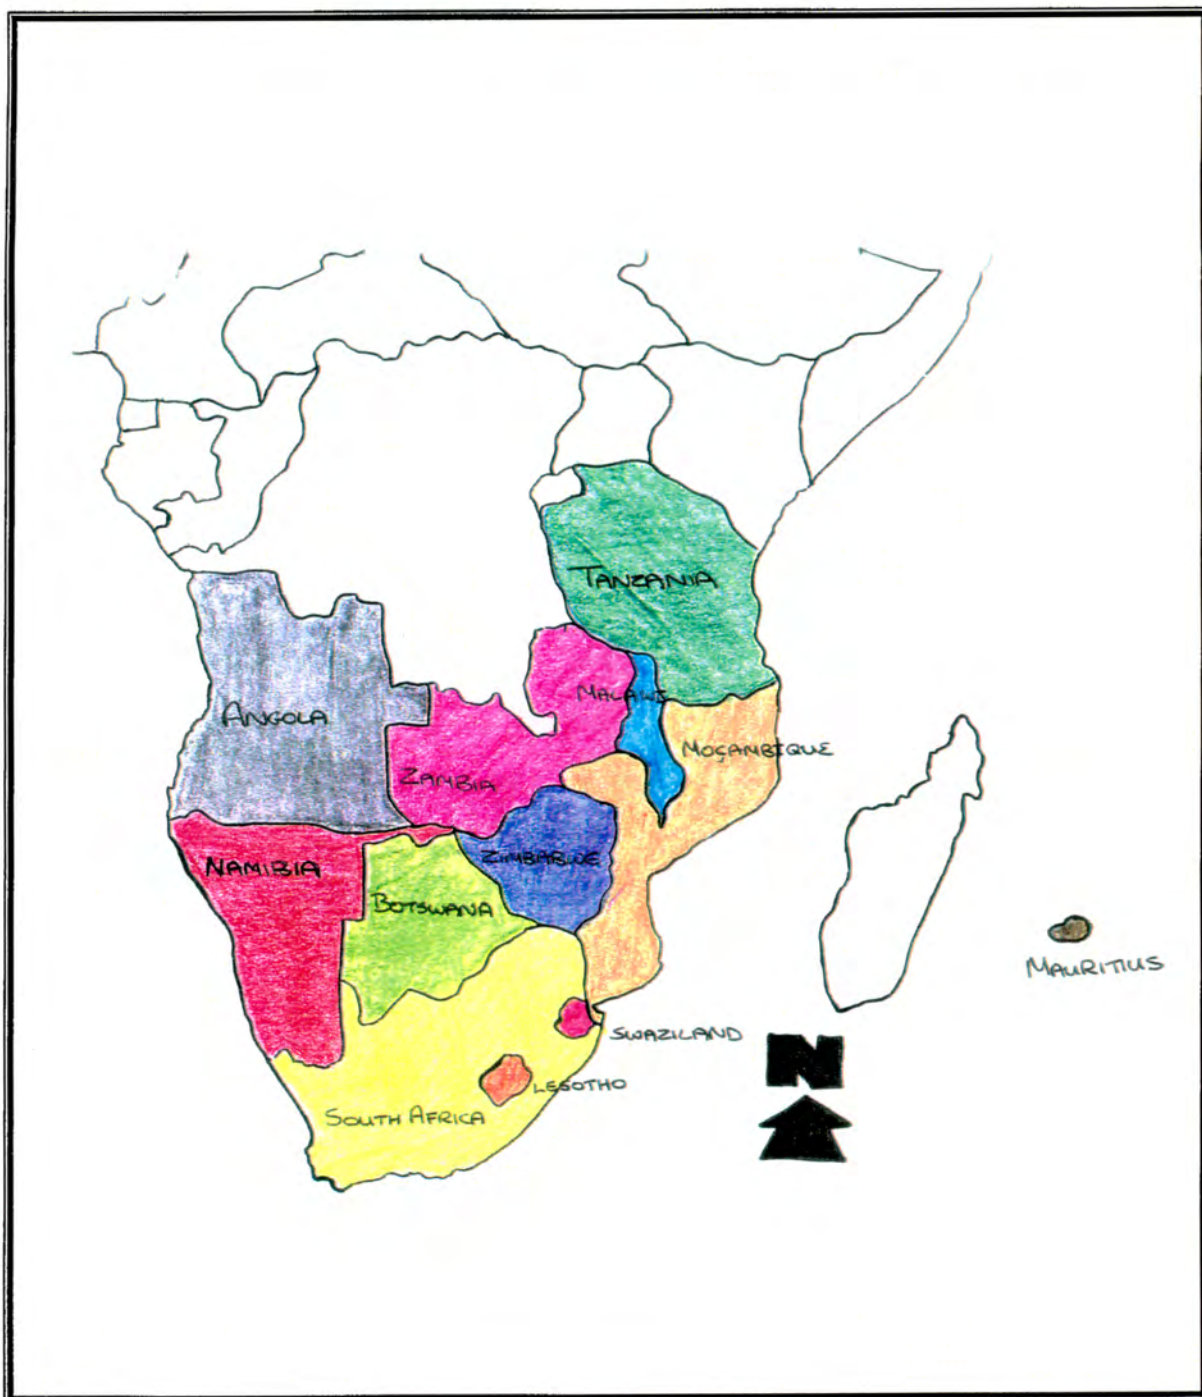 TANZANIA
MALAWI
ANGOLA
MOÇAMBIQUE
ZAMBIA
ZIMBABWE
NAMIBIA
BOTSWANA
MAURITIUS
SWAZILAND
N
LESOTHO
SOUTH AFRICA